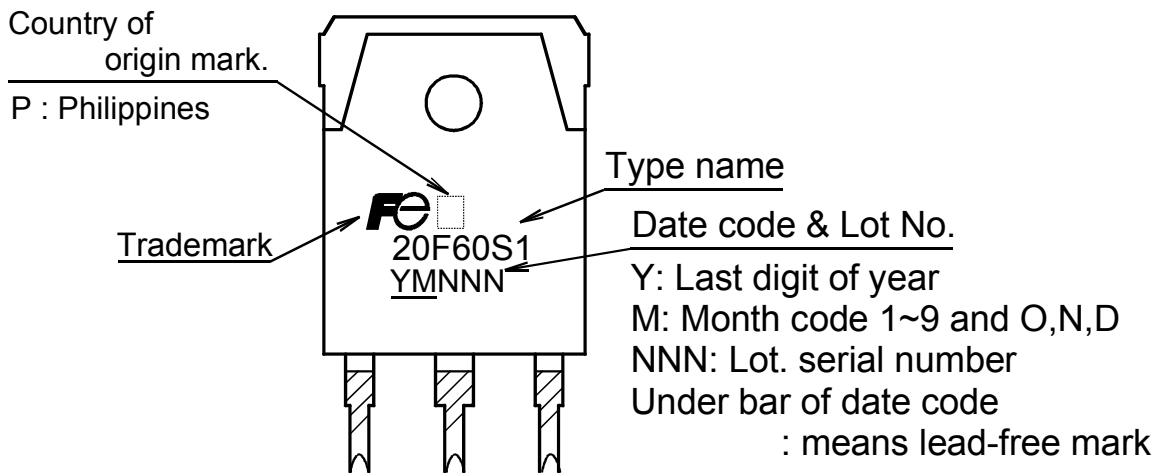 Country of
origin mark.
P : Philippines
Type name
Fe
Trademark
20F60S1
YMNNN
Date code & Lot No.
Y: Last digit of year
M: Month code 1~9 and O,N,D
NNN: Lot. serial number
Under bar of date code
: means lead-free mark